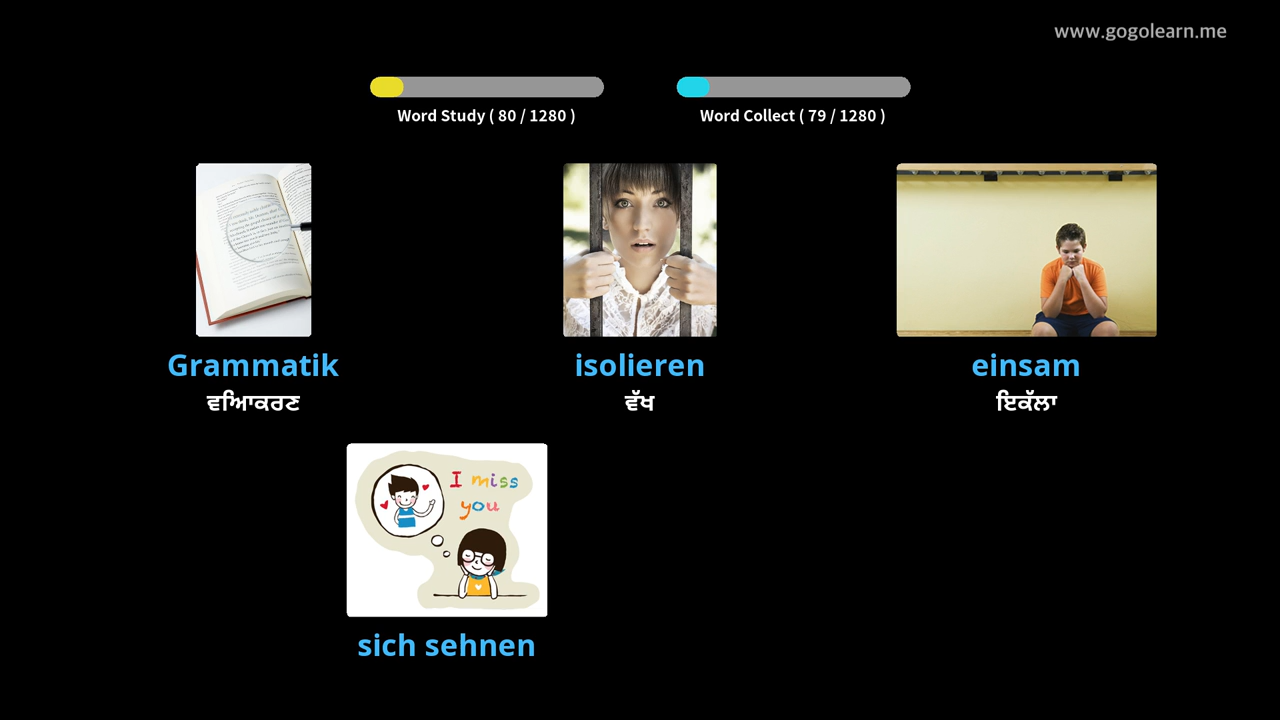 www.gogolearn.me
Word Study ( 80 / 1280 )
Word Collect ( 79 / 1280 )
Grammatik
isolieren
einsam
ਵਿਆਕਰਣ
ਵੱਖ
ਇਕੱਲਾ
I miss
you
sich sehnen